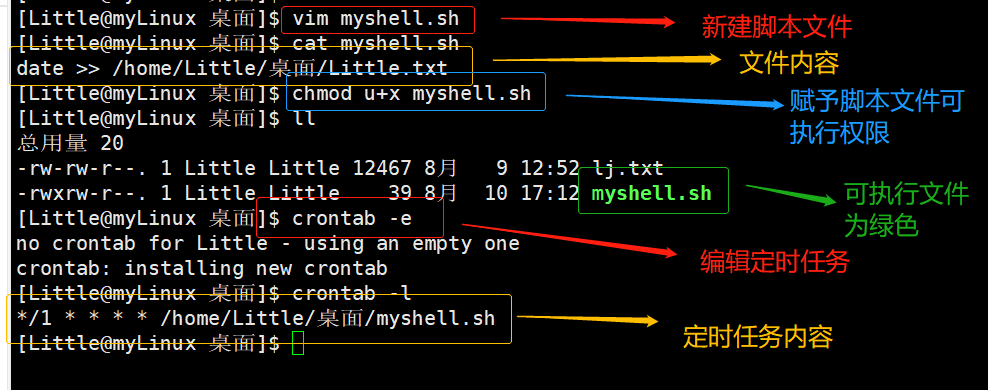 [Little@myLinux 桌面]$ vim myshell.sh
新建脚本文件
[Little@myLinux 桌面]$ cat myshell.sh
date >> /home/Little/桌面/Little.txt
文件内容
[Little@myLinux 桌面]$ chmod u+x myshell.sh
赋予脚本文件可
执行权限
[Little@myLinux 桌面]$ ll
总用量 20
-rw-rw-r--. 1 Little Little 12467 8月   9 12:52 lj.txt
-rwxrw-r--. 1 Little Little    39 8月  10 17:12 myshell.sh
可执行文件
为绿色
[Little@myLinux 桌面]$ crontab -e
no crontab for Little - using an empty one
编辑定时任务
crontab: installing new crontab
[Little@myLinux 桌面]$ crontab -l
*/1 * * * * /home/Little/桌面/myshell.sh
定时任务内容
[Little@myLinux 桌面]$